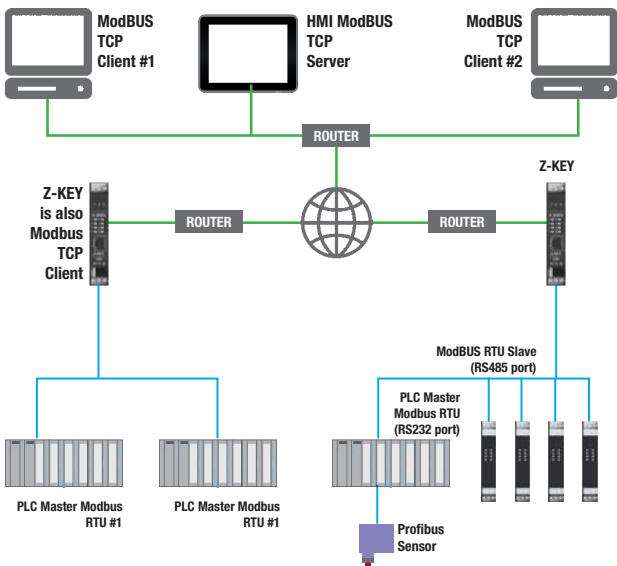 ModBUS
TCP
Client #1
HMI ModBUS
TCP
Server
ModBUS
TCP
Client #2
ROUTER
Z-KEY
Z-KEY
is also
Modbus
TCP
Client
ROUTER
ROUTER
ModBUS RTU Slave
(RS485 port)
PLC Master
Modbus RTU
(RS232 port)
PLC Master Modbus
RTU #1
PLC Master Modbus
RTU #1
Profibus
Sensor